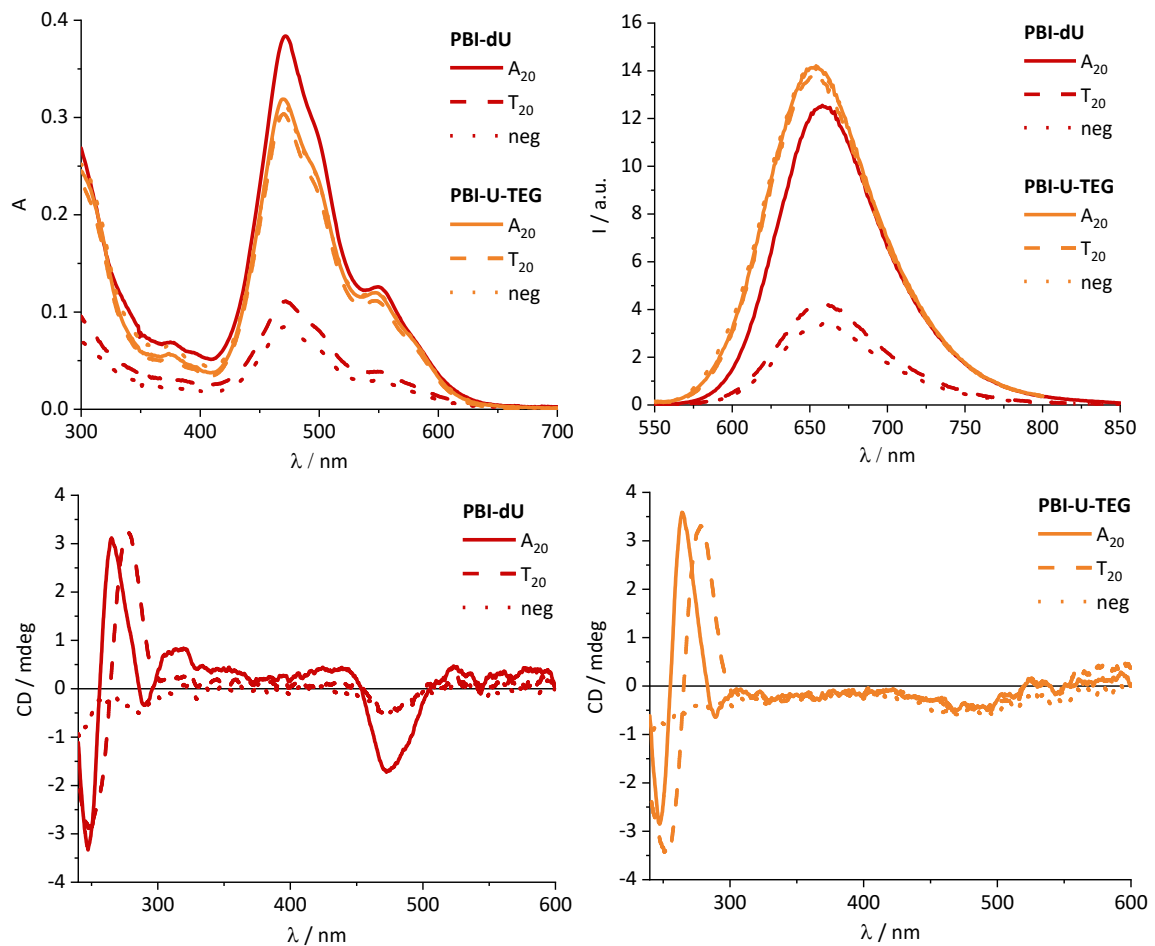 0.4
0.3
0.2
0.1
0.0
A
300
400
500
600
700
λ / nm
PBI-dU
A₂₀
T₂₀
neg
PBI-U-TEG
A₂₀
T₂₀
neg
16
14
12
10
8
6
4
2
0
I / a.u.
550
600
650
700
750
800
850
λ / nm
PBI-dU
A₂₀
T₂₀
neg
PBI-U-TEG
A₂₀
T₂₀
neg
4
3
2
1
0
-1
-2
-3
-4
CD / mdeg
300
400
500
600
λ / nm
PBI-dU
A₂₀
T₂₀
neg
4
3
2
1
0
-1
-2
-3
-4
CD / mdeg
300
400
500
600
λ / nm
PBI-U-TEG
A₂₀
T₂₀
neg